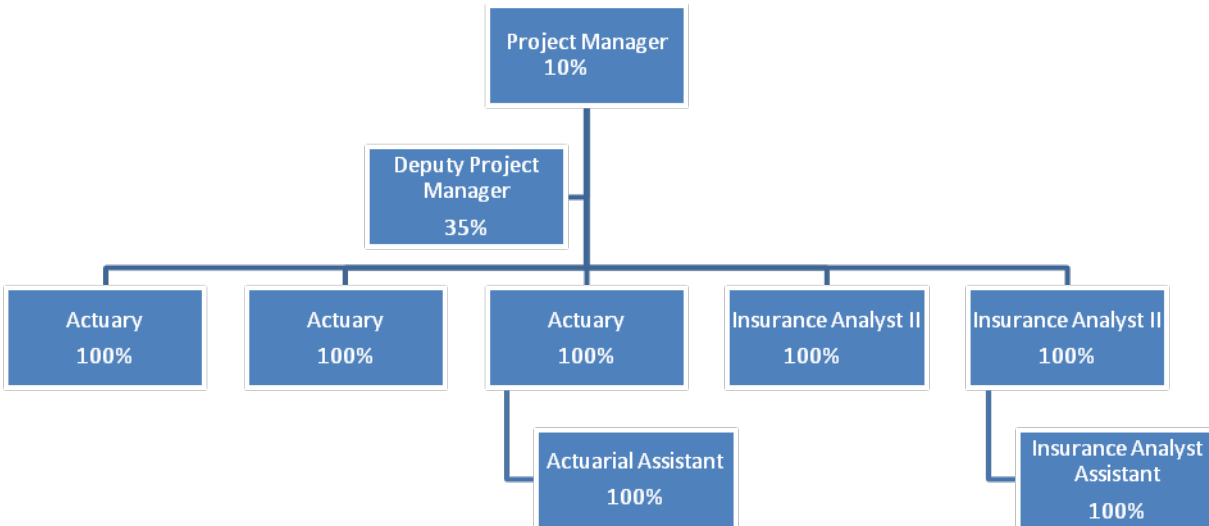 Project Manager
10%
Deputy Project
Manager
35%
Actuary
100%
Actuary
100%
Actuary
100%
Insurance Analyst II
100%
Insurance Analyst II
100%
Actuarial Assistant
100%
Insurance Analyst
Assistant
100%